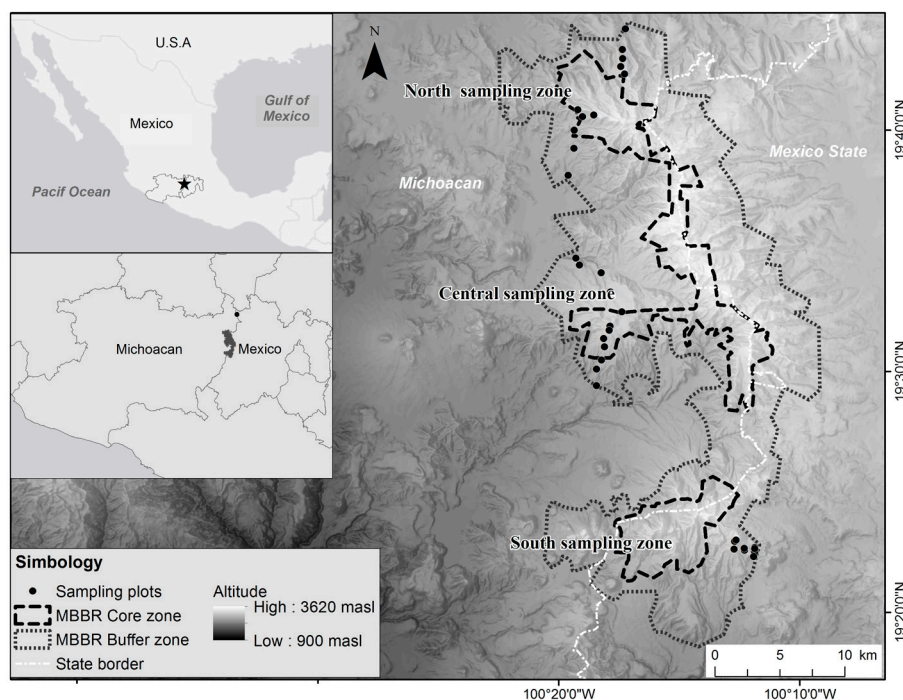 U.S.A
Gulf of
Mexico
Mexico
Pacif Ocean
Michoacan
Mexico
N
North sampling zone
Michoacan
Mexico State
Central sampling zone
South sampling zone
19°40'0"N
19°30'0"N
19°20'0"N
Simbology
Sampling plots
MBBR Core zone
MBBR Buffer zone
State border
Altitude
High : 3620 masl
Low : 900 masl
0 5 10 km
100°20'0"W
100°10'0"W